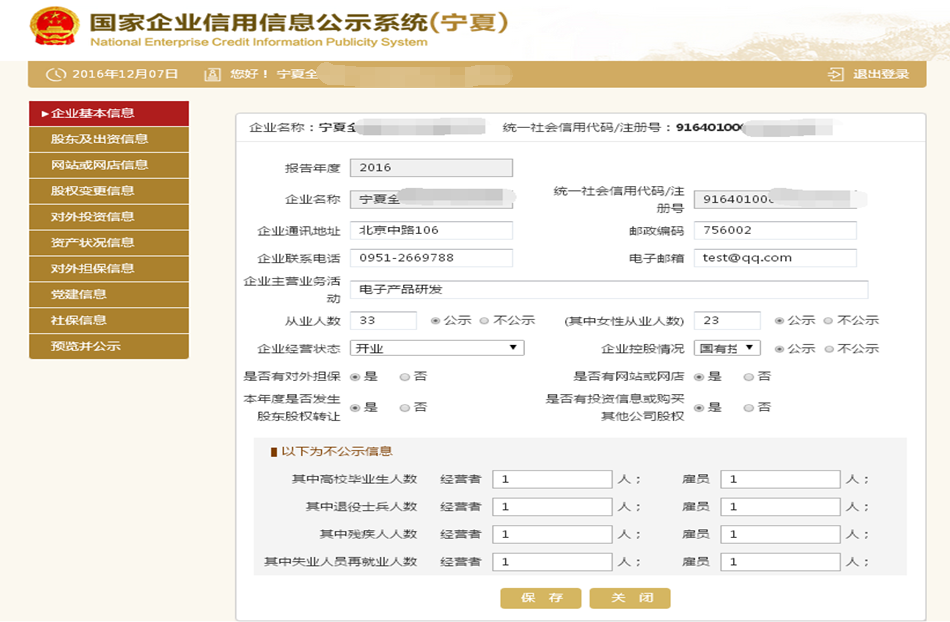 国家企业信用信息公示系统(宁夏)
National Enterprise Credit Information Publicity System
2016年12月07日 您好！ 宁夏全 退出登录
▸企业基本信息
股东及出资信息
网站或网店信息
股权变更信息
对外投资信息
资产状况信息
对外担保信息
党建信息
社保信息
预览并公示
企业名称：宁夏全 统一社会信用代码/注册号：91640100
报告年度 2016
企业名称 宁夏全 统一社会信用代码/注
册号 91640100
企业通讯地址 北京中路106 邮政编码 756002
企业联系电话 0951-2669788 电子邮箱 test@qq.com
企业主营业务活
动 电子产品研发
从业人数 33 公示 不公示 (其中女性从业人数) 23 公示 不公示
企业经营状态 开业 企业控股情况 国有控 公示 不公示
是否有对外担保 是 否 是否有网站或网店 是 否
本年度是否发生
股东股权转让 是 否 是否有投资信息或购买
其他公司股权 是 否
以下为不公示信息
其中高校毕业生人数 经营者 1 人； 雇员 1 人；
其中退役士兵人数 经营者 1 人； 雇员 1 人；
其中残疾人人数 经营者 1 人； 雇员 1 人；
其中失业人员再就业人数 经营者 1 人； 雇员 1 人；
保 存 关 闭